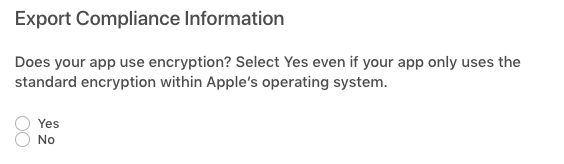 Export Compliance Information
Does your app use encryption? Select Yes even if your app only uses the
standard encryption within Apple’s operating system.
Yes
No